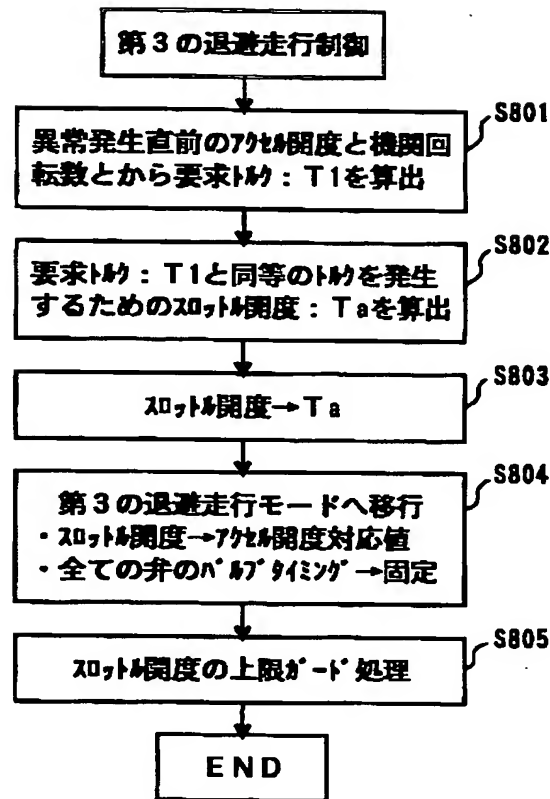 第3の退避走行制御
S801
異常発生直前のｱｸｾﾙ開度と機関回
転数とから要求ﾄﾙｸ：T1を算出
S802
要求ﾄﾙｸ：T1と同等のﾄﾙｸを発生
するためのｽﾛｯﾄﾙ開度：Taを算出
S803
ｽﾛｯﾄﾙ開度→Ta
S804
第3の退避走行モードへ移行
・ｽﾛｯﾄﾙ開度→ｱｸｾﾙ開度対応値
・全ての弁のﾊﾞﾙﾌﾞﾀｲﾐﾝｸﾞ→固定
S805
ｽﾛｯﾄﾙ開度の上限ｶﾞｰﾄﾞ処理
END